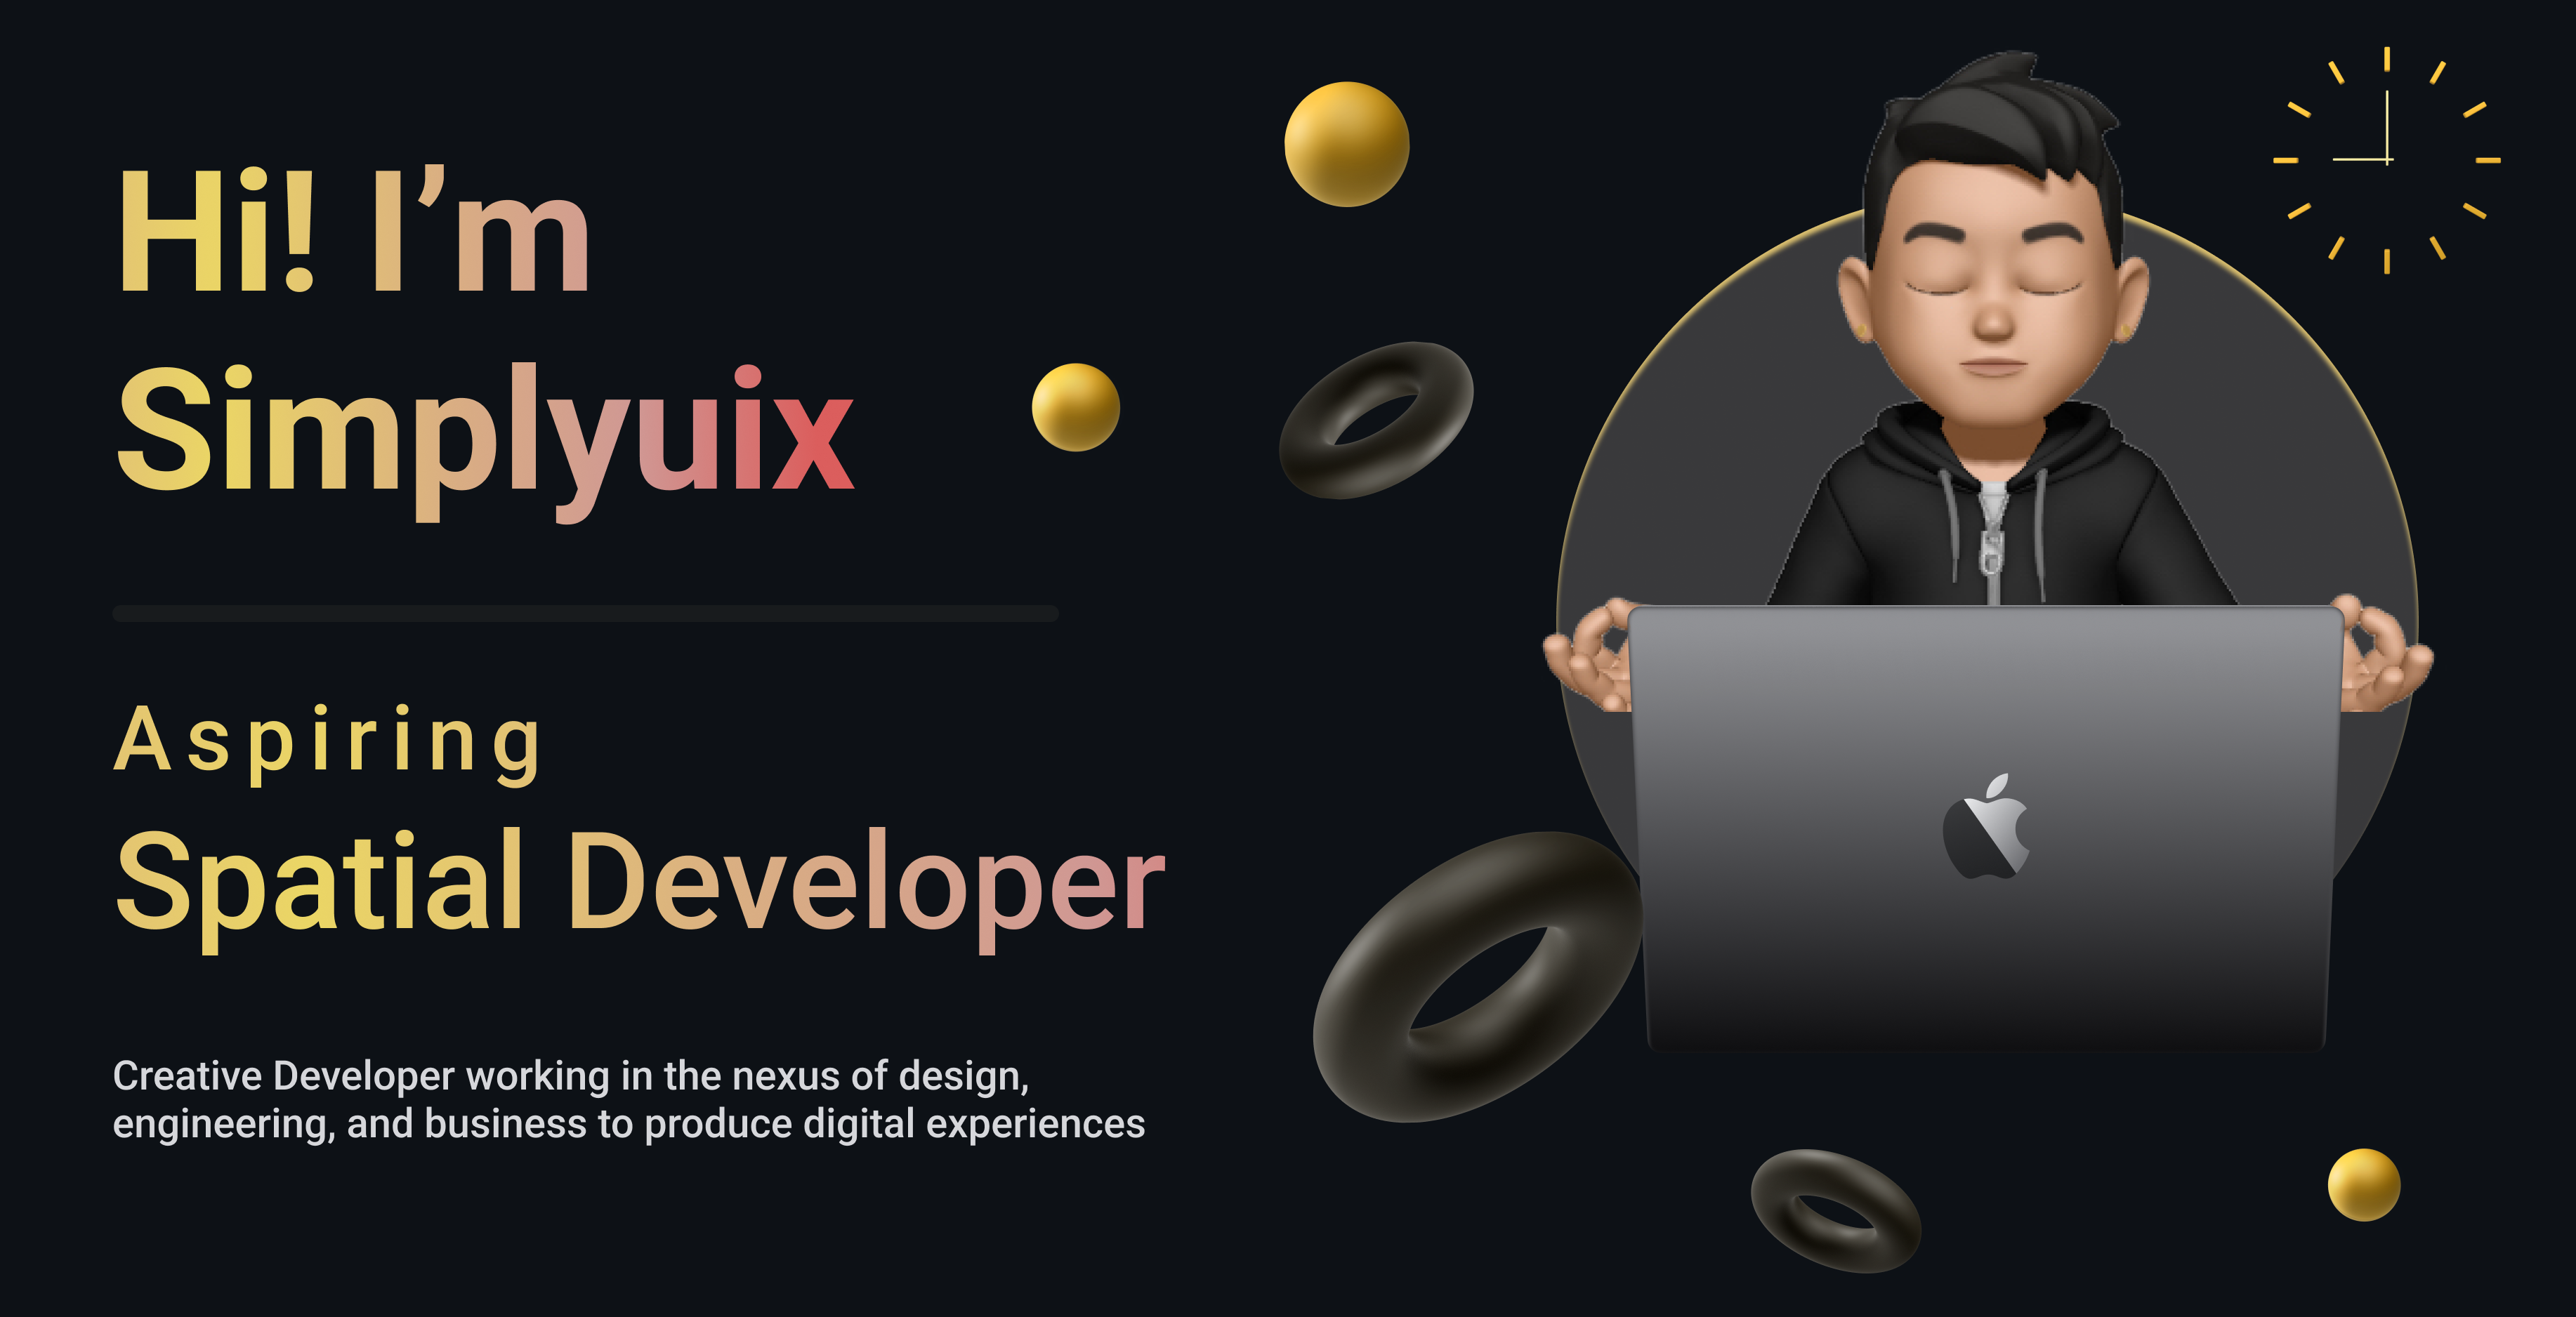 Hi! I’m
Simplyuix
Aspiring
Spatial Developer
Creative Developer working in the nexus of design,
engineering, and business to produce digital experiences